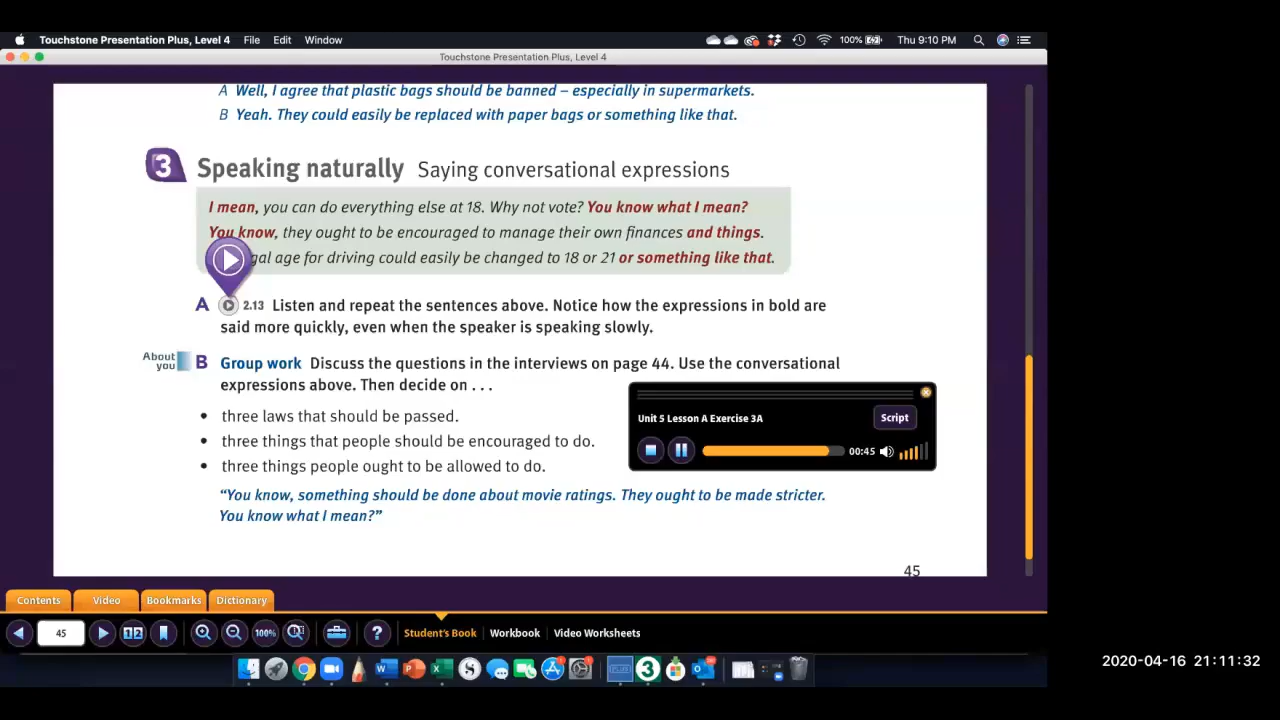 Touchstone Presentation Plus, Level 4 File Edit Window 100% Thu 9:10 PM
Touchstone Presentation Plus, Level 4
A Well, I agree that plastic bags should be banned – especially in supermarkets.
B Yeah. They could easily be replaced with paper bags or something like that.
3 Speaking naturally Saying conversational expressions
I mean, you can do everything else at 18. Why not vote? You know what I mean?
You know, they ought to be encouraged to manage their own finances and things.
gal age for driving could easily be changed to 18 or 21 or something like that.
A 2.13 Listen and repeat the sentences above. Notice how the expressions in bold are
said more quickly, even when the speaker is speaking slowly.
About
you
B Group work Discuss the questions in the interviews on page 44. Use the conversational
expressions above. Then decide on . . .
• three laws that should be passed.
• three things that people should be encouraged to do.
• three things people ought to be allowed to do.
Unit 5 Lesson A Exercise 3A Script
00:45
“You know, something should be done about movie ratings. They ought to be made stricter.
You know what I mean?”
45
Contents Video Bookmarks Dictionary
45 12 100% ? Student's Book Workbook Video Worksheets
W P X S A 3
2020-04-16 21:11:32